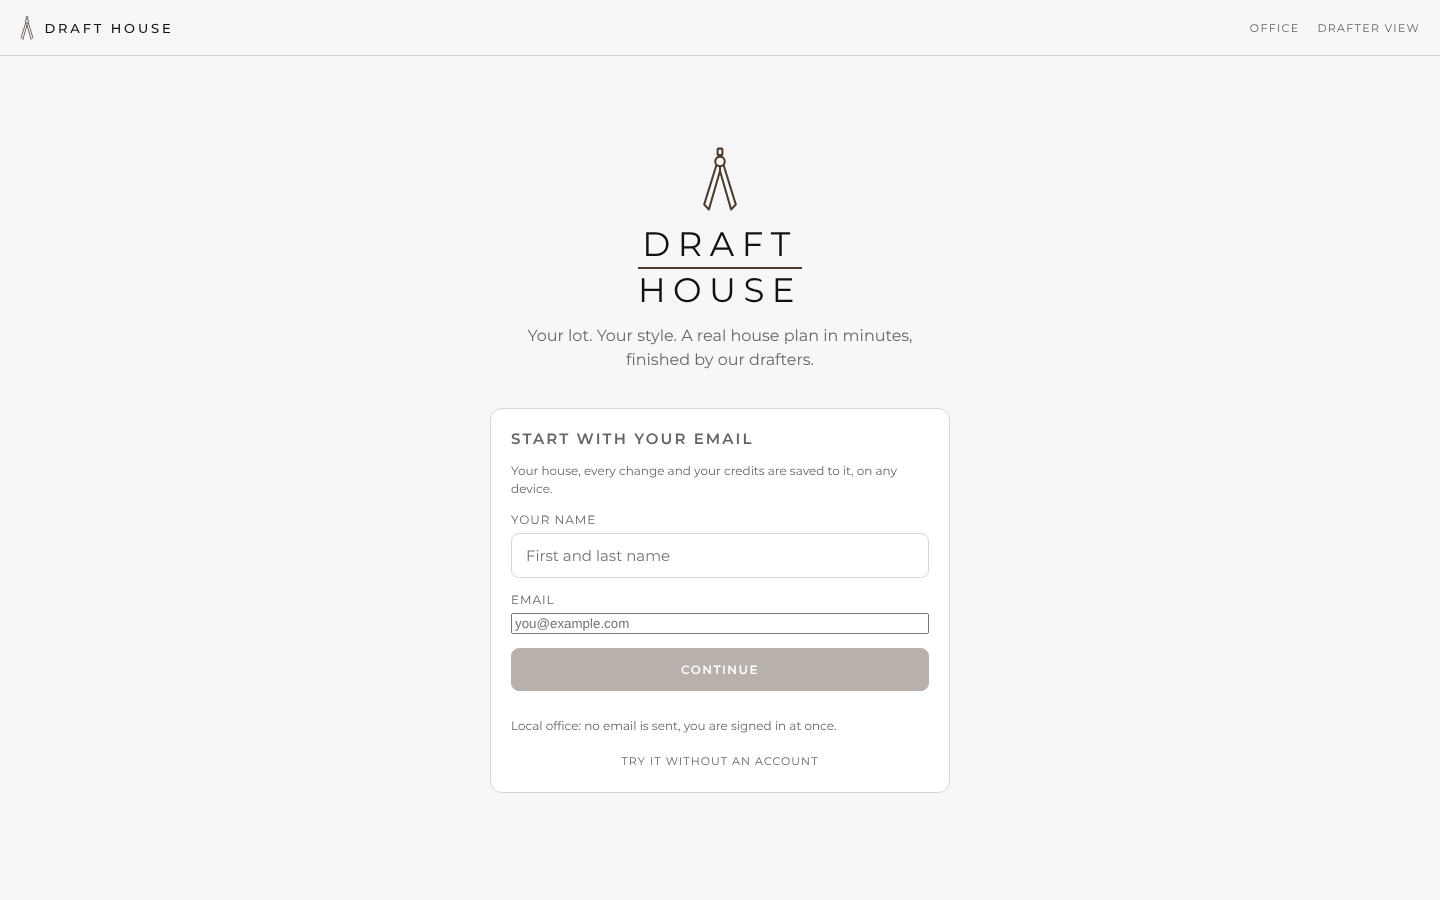 DRAFT HOUSE
OFFICE
DRAFTER VIEW
DRAFT
HOUSE
Your lot. Your style. A real house plan in minutes,
finished by our drafters.
START WITH YOUR EMAIL
Your house, every change and your credits are saved to it, on any
device.
YOUR NAME
First and last name
EMAIL
you@example.com
CONTINUE
Local office: no email is sent, you are signed in at once.
TRY IT WITHOUT AN ACCOUNT